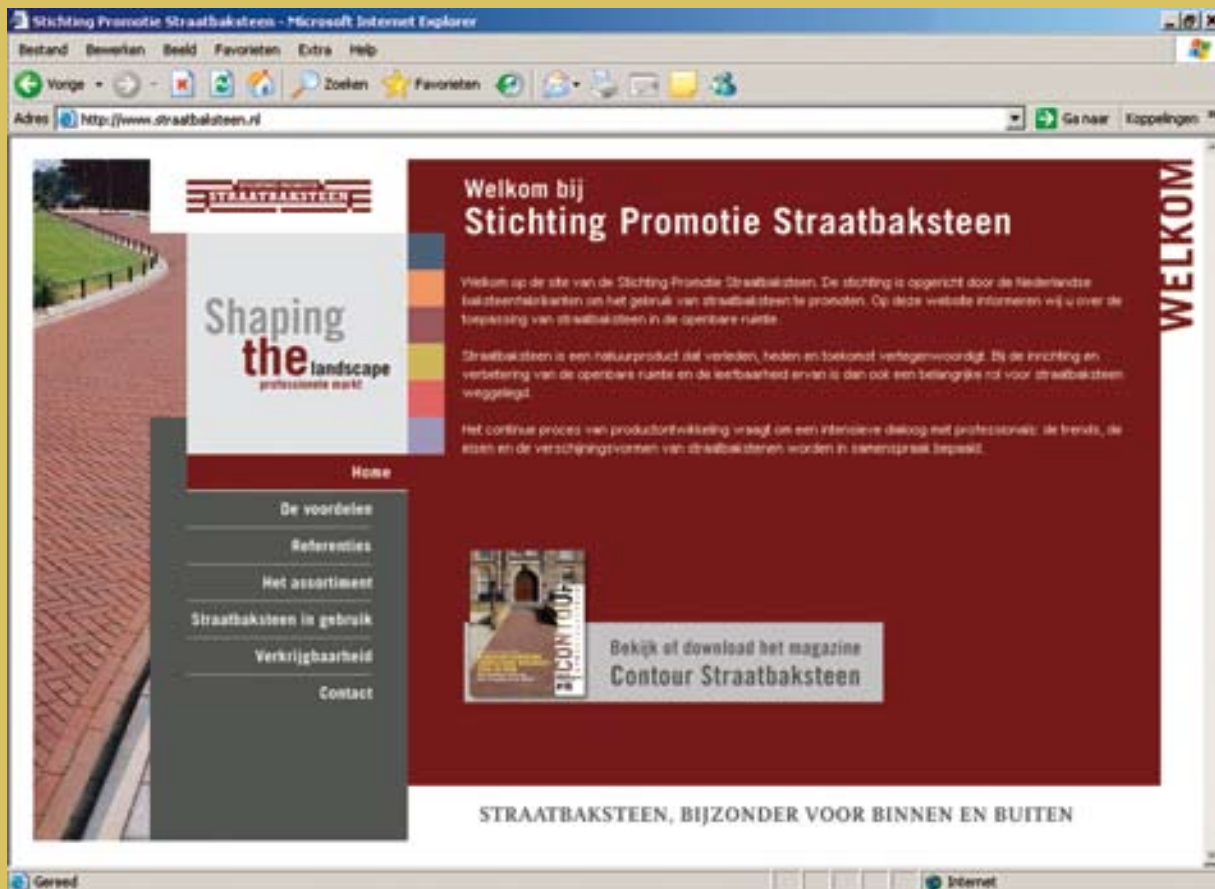 Stichting Promotie Straatbaksteen - Microsoft Internet Explorer
Bestand Bewerken Beeld Favorieten Extra Help
Vorige Zoeken Favorieten
Adres http://www.straatbaksteen.nl Ga naar Koppelingen
STRAATBAKSTEEN
Shaping
the landscape
professionele markt
Home
De voordelen
Referenties
Het assortiment
Straatbaksteen in gebruik
Verkrijgbaarheid
Contact
Welkom bij
Stichting Promotie Straatbaksteen
WELKOM
Welkom op de site van de Stichting Promotie Straatbaksteen. De stichting is opgericht door de Nederlandse
baksteenfabrikanten om het gebruik van straatbaksteen te promoten. Op deze website informeren wij u over de
toepassing van straatbaksteen in de openbare ruimte.
Straatbaksteen is een natuurproduct dat verleden, heden en toekomst vertegenwoordigt. Bij de inrichting en
verbetering van de openbare ruimte en de leefbaarheid ervan is dan ook een belangrijke rol voor straatbaksteen
weggelegd.
Het continue proces van productontwikkeling vraagt om een intensieve dialoog met professionals: de trends, de
eisen en de verschijningsvormen van straatbakstenen worden in samenspraak bepaald.
CONTOUR
Bekijk of download het magazine
Contour Straatbaksteen
STRAATBAKSTEEN, BIJZONDER VOOR BINNEN EN BUITEN
Gereed Internet